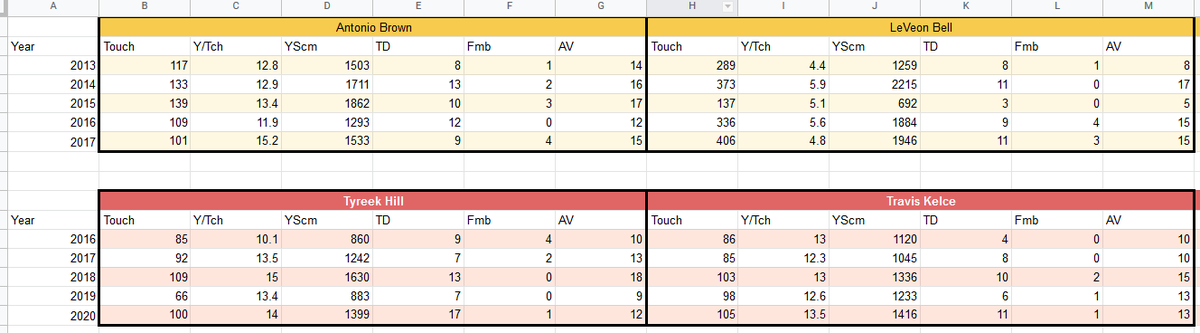 A B C D E F G H I J K L M
Antonio Brown LeVeon Bell
Year Touch Y/Tch YScm TD Fmb AV Touch Y/Tch YScm TD Fmb AV
2013 117 12.8 1503 8 1 14 289 4.4 1259 8 1 8
2014 133 12.9 1711 13 2 16 373 5.9 2215 11 0 17
2015 139 13.4 1862 10 3 17 137 5.1 692 3 0 5
2016 109 11.9 1293 12 0 12 336 5.6 1884 9 4 15
2017 101 15.2 1533 9 4 15 406 4.8 1946 11 3 15
Tyreek Hill Travis Kelce
Year Touch Y/Tch YScm TD Fmb AV Touch Y/Tch YScm TD Fmb AV
2016 85 10.1 860 9 4 10 86 13 1120 4 0 10
2017 92 13.5 1242 7 2 13 85 12.3 1045 8 0 10
2018 109 15 1630 13 0 18 103 13 1336 10 2 15
2019 66 13.4 883 7 0 9 98 12.6 1233 6 1 13
2020 100 14 1399 17 1 12 105 13.5 1416 11 1 13